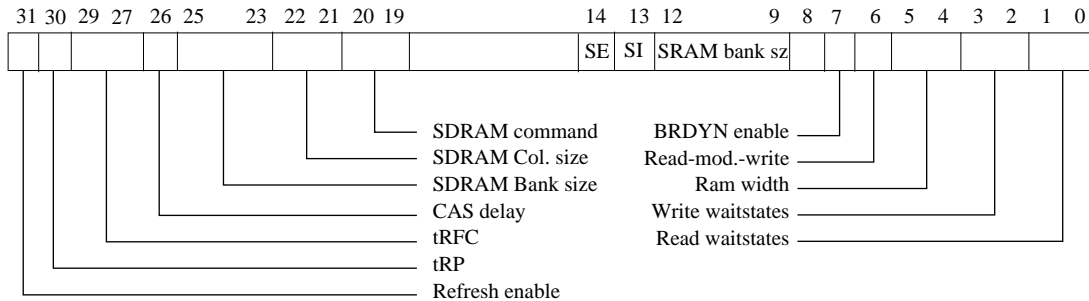 31 30 29 27 26 25 23 22 21 20 19 14 13 12 9 8 7 6 5 4 3 2 1 0
SE SI SRAM bank sz
SDRAM command BRDYN enable
SDRAM Col. size Read-mod.-write
SDRAM Bank size Ram width
CAS delay Write waitstates
tRFC Read waitstates
tRP
Refresh enable